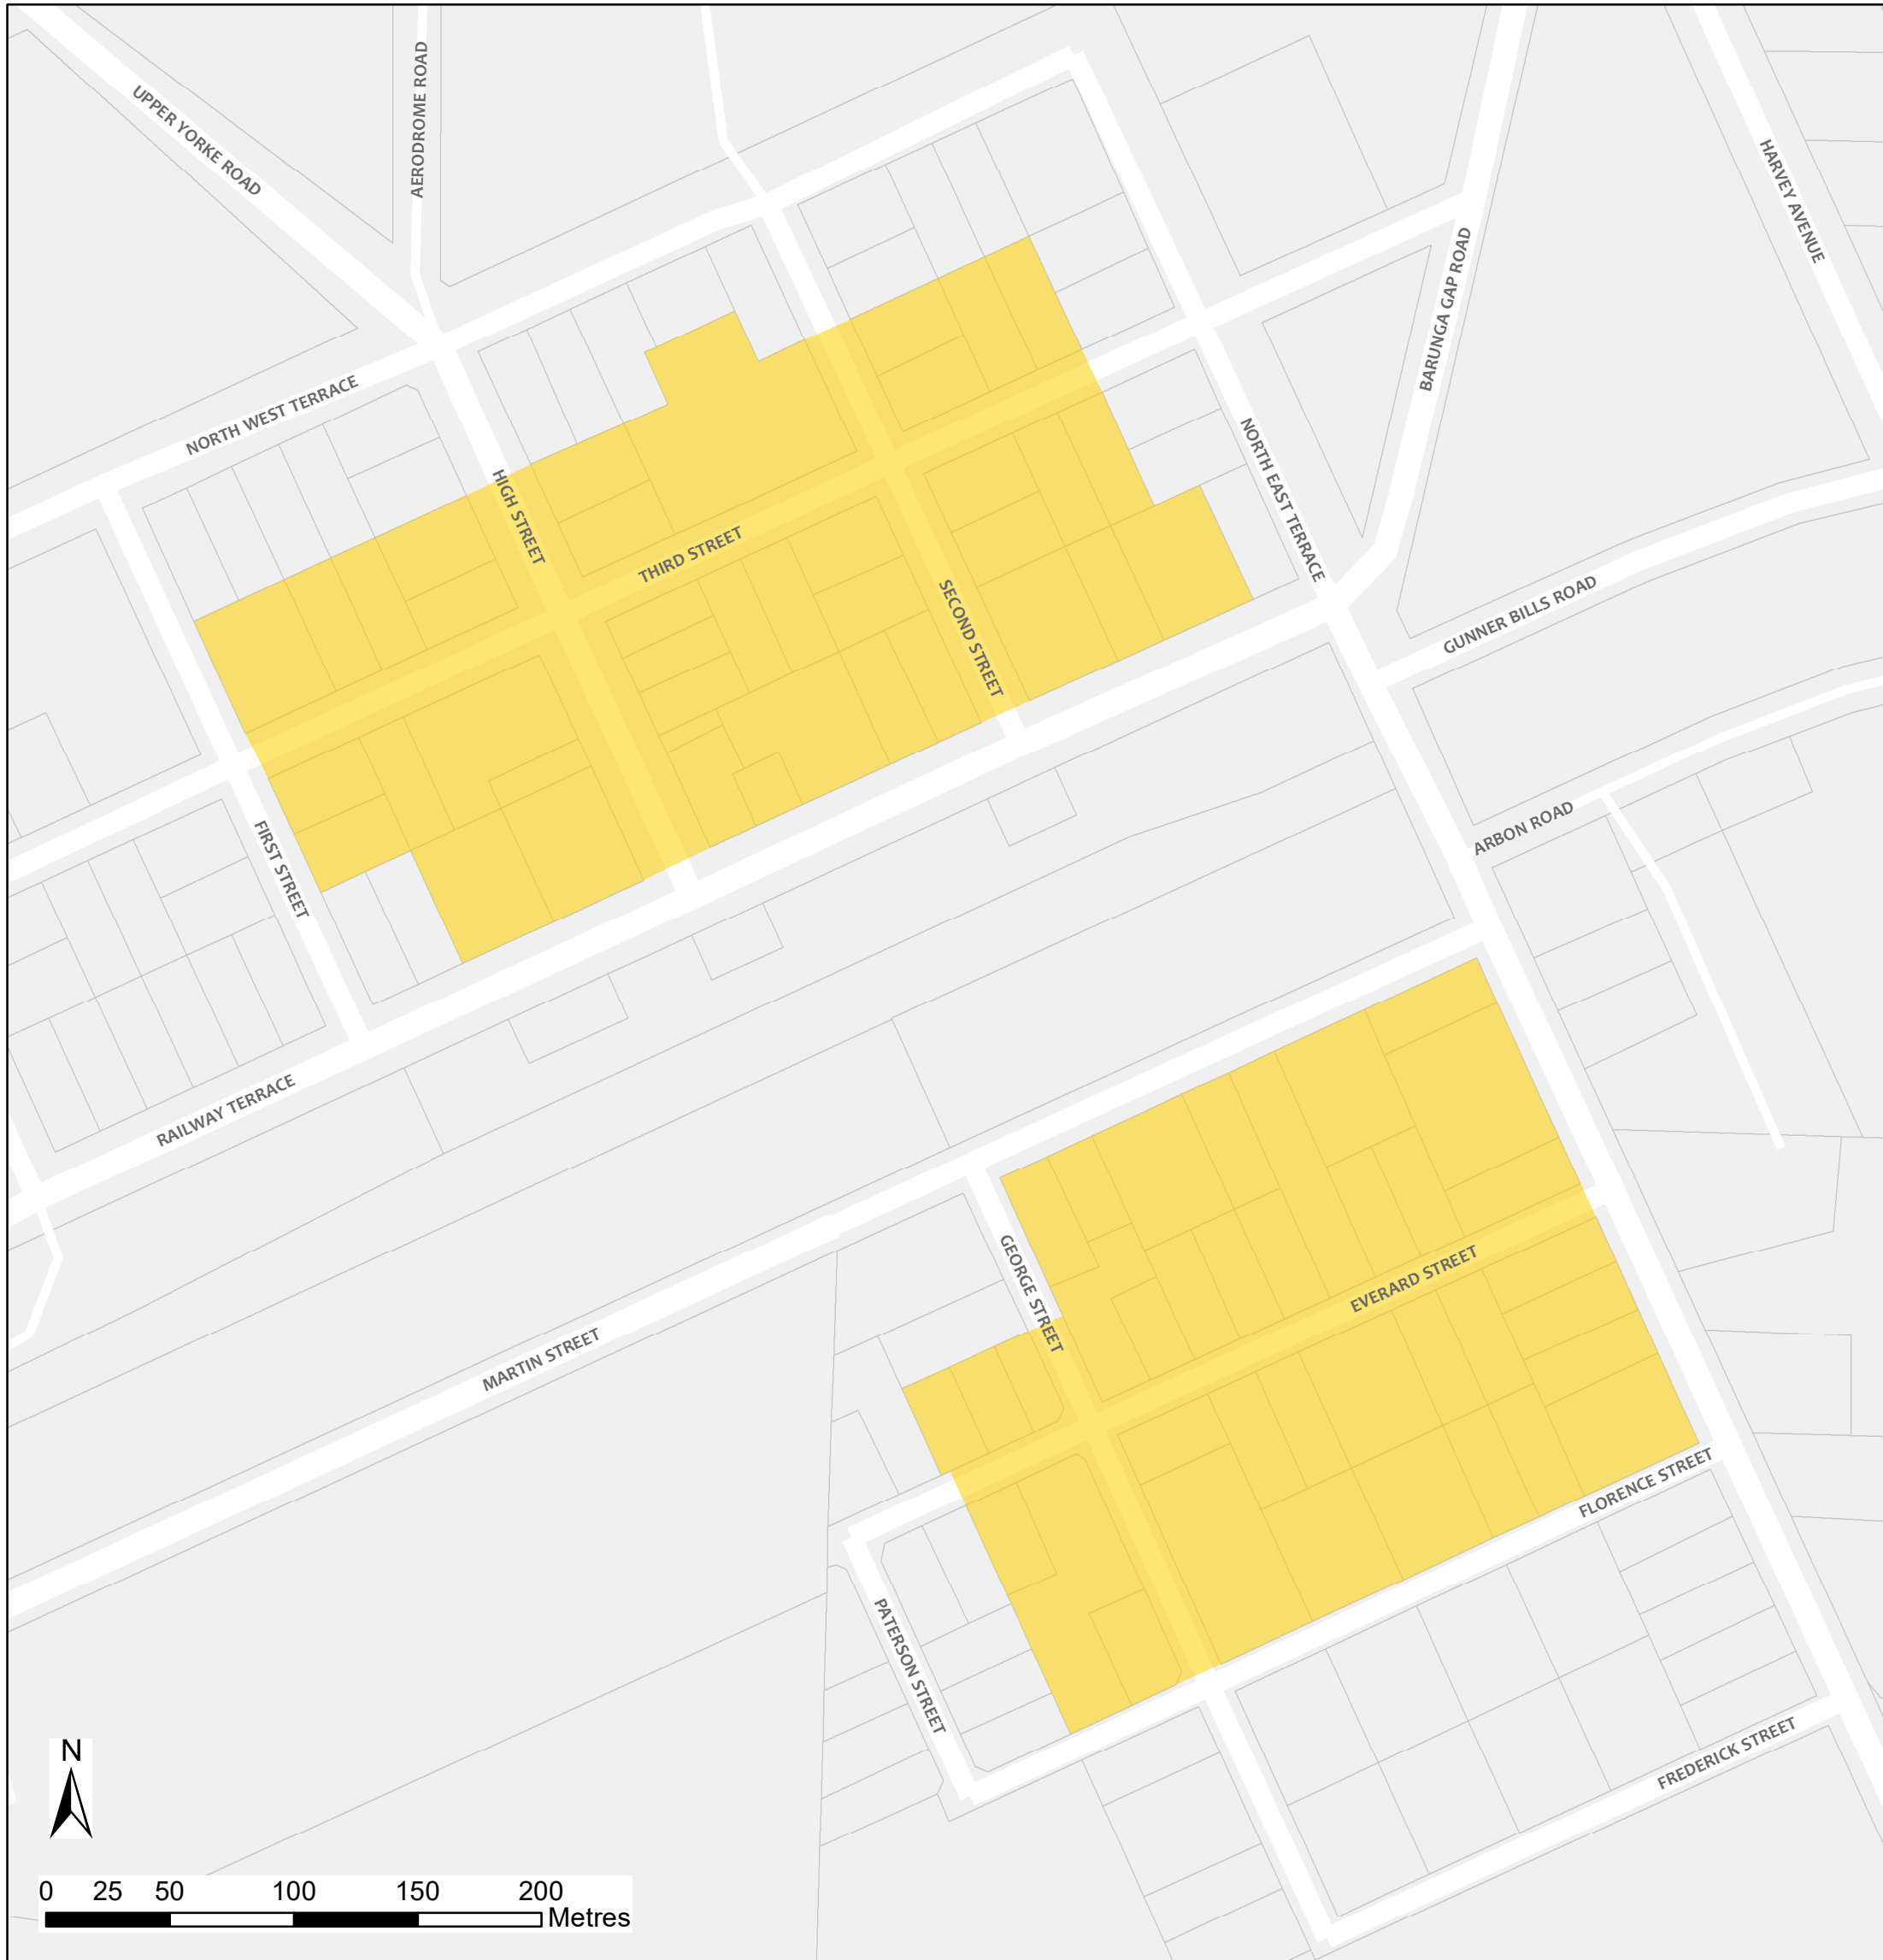 UPPER YORKE ROAD
AERODROME ROAD
HARVEY AVENUE
BARUNGA GAP ROAD
NORTH WEST TERRACE
HIGH STREET
NORTH EAST TERRACE
THIRD STREET
SECOND STREET
GUNNER BILLS ROAD
FIRST STREET
ARBON ROAD
RAILWAY TERRACE
GEORGE STREET
EVERARD STREET
MARTIN STREET
FLORENCE STREET
PATERSON STREET
FREDERICK STREET
N
0 25 50 100 150 200
Metres